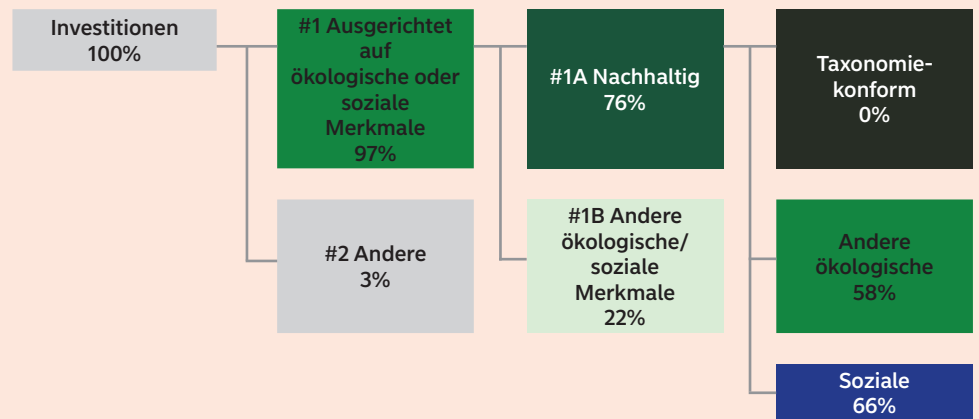 Investitionen
100%
#1 Ausgerichtet
auf
ökologische oder
soziale
Merkmale
97%
#2 Andere
3%
#1A Nachhaltig
76%
#1B Andere
ökologische/
soziale
Merkmale
22%
Taxonomie-
konform
0%
Andere
ökologische
58%
Soziale
66%